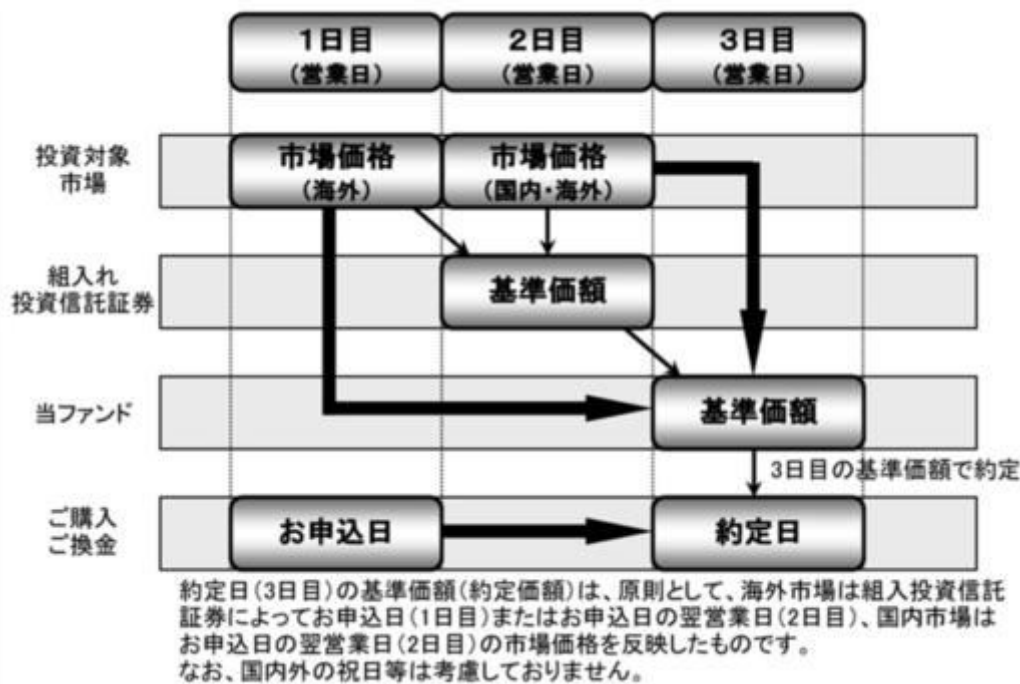 1日目 2日目 3日目
(営業日) (営業日) (営業日)
投資対象
市場
市場価格
(海外)
市場価格
(国内・海外)
組入れ
投資信託証券
基準価額
当ファンド
基準価額
3日目の基準価額で約定
ご購入
ご換金
お申込日
約定日
約定日(3日目)の基準価額(約定価額)は、原則として、海外市場は組入投資信託
証券によってお申込日(1日目)またはお申込日の翌営業日(2日目)、国内市場は
お申込日の翌営業日(2日目)の市場価格を反映したものです。
なお、国内外の祝日等は考慮しておりません。